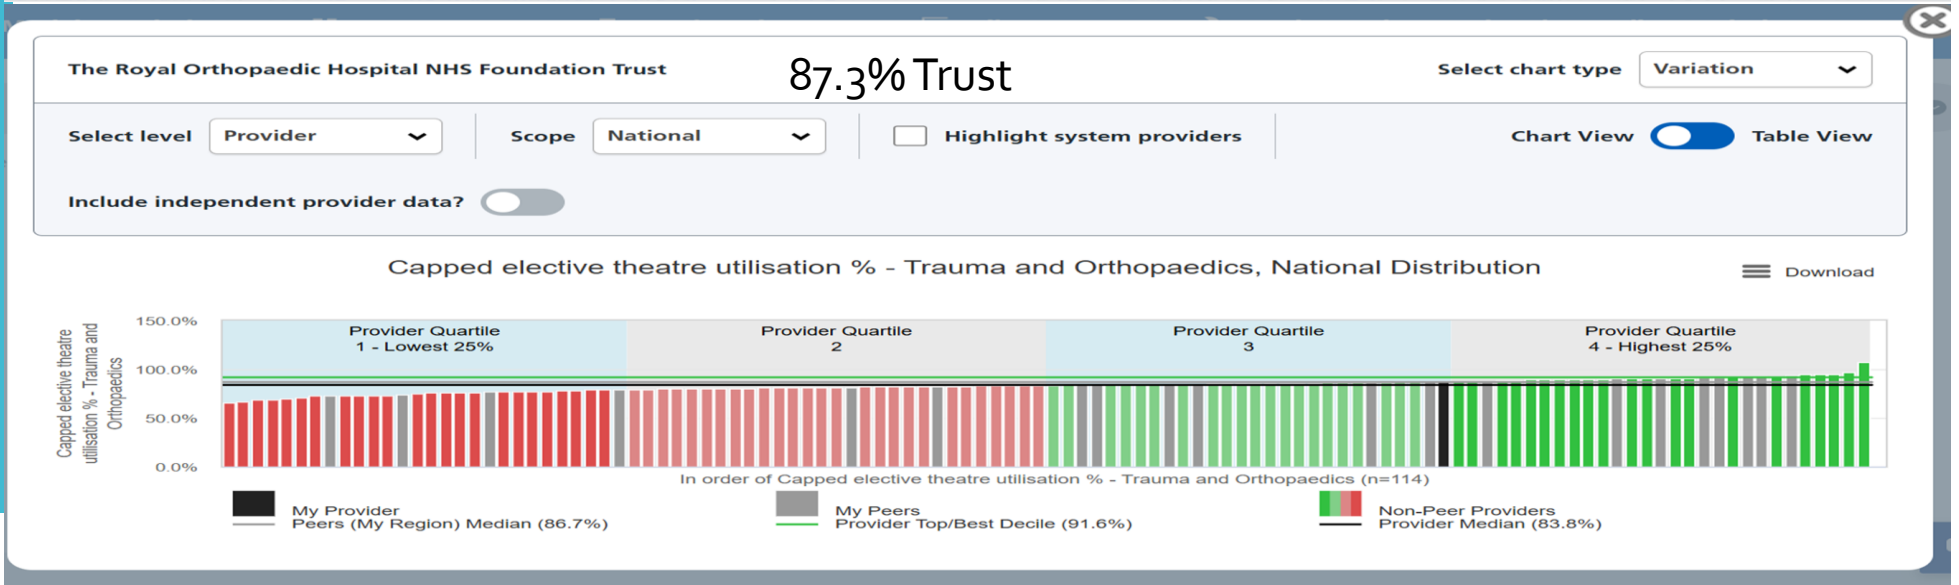 The Royal Orthopaedic Hospital NHS Foundation Trust
87.3% Trust
Select chart type
Variation
Select level
Provider
Scope
National
Highlight system providers
Chart View
Table View
Include independent provider data?
Capped elective theatre utilisation % - Trauma and Orthopaedics, National Distribution
Download
Capped elective theatre
utilisation % - Trauma and
Orthopaedics
150.0%
100.0%
50.0%
0.0%
Provider Quartile
1 - Lowest 25%
Provider Quartile
2
Provider Quartile
3
Provider Quartile
4 - Highest 25%
In order of Capped elective theatre utilisation % - Trauma and Orthopaedics (n=114)
My Provider
Peers (My Region) Median (86.7%)
My Peers
Provider Top/Best Decile (91.6%)
Non-Peer Providers
Provider Median (83.8%)